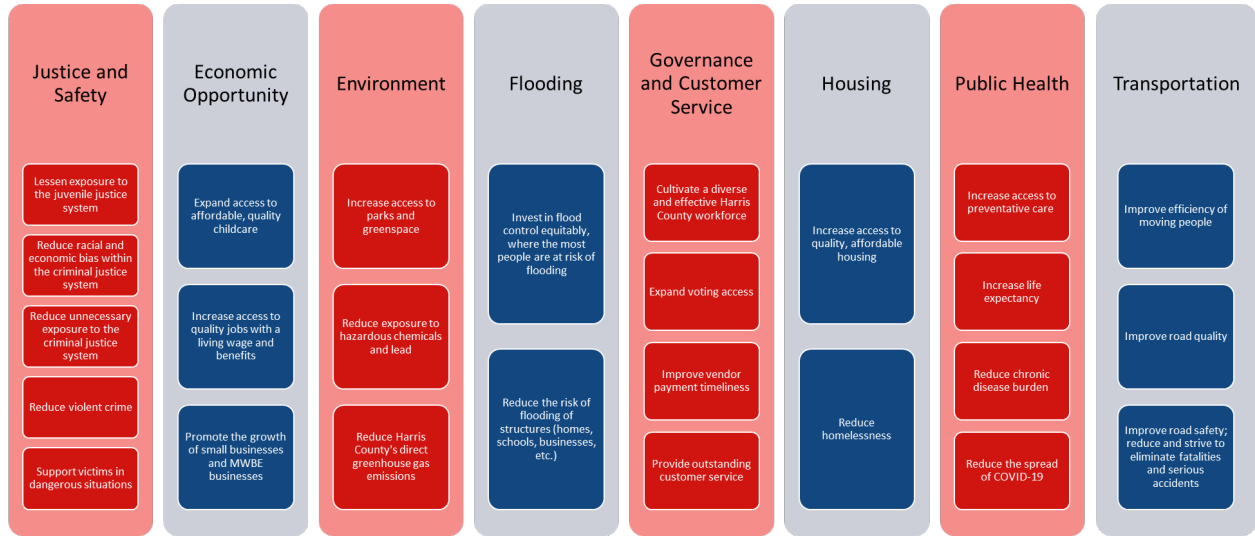 Justice and
Safety
Lessen exposure to
the juvenile justice
system
Reduce racial and
economic bias within
the criminal justice
system
Reduce unnecessary
exposure to the
criminal justice
system
Reduce violent crime
Support victims in
dangerous situations
Economic
Opportunity
Expand access to
affordable, quality
childcare
Increase access to
quality jobs with a
living wage and
benefits
Promote the growth
of small businesses
and MWBE
businesses
Environment
Increase access to
parks and
greenspace
Reduce exposure to
hazardous chemicals
and lead
Reduce Harris
County's direct
greenhouse gas
emissions
Flooding
Invest in flood
control equitably,
where the most
people are at risk of
flooding
Reduce the risk of
flooding of
structures (homes,
schools, businesses,
etc.)
Governance
and Customer
Service
Cultivate a diverse
and effective Harris
County workforce
Expand voting access
Improve vendor
payment timeliness
Provide outstanding
customer service
Housing
Increase access to
quality, affordable
housing
Reduce
homelessness
Public Health
Increase access to
preventative care
Increase life
expectancy
Reduce chronic
disease burden
Reduce the spread
of COVID-19
Transportation
Improve efficiency of
moving people
Improve road quality
Improve road safety;
reduce and strive to
eliminate fatalities
and serious
accidents